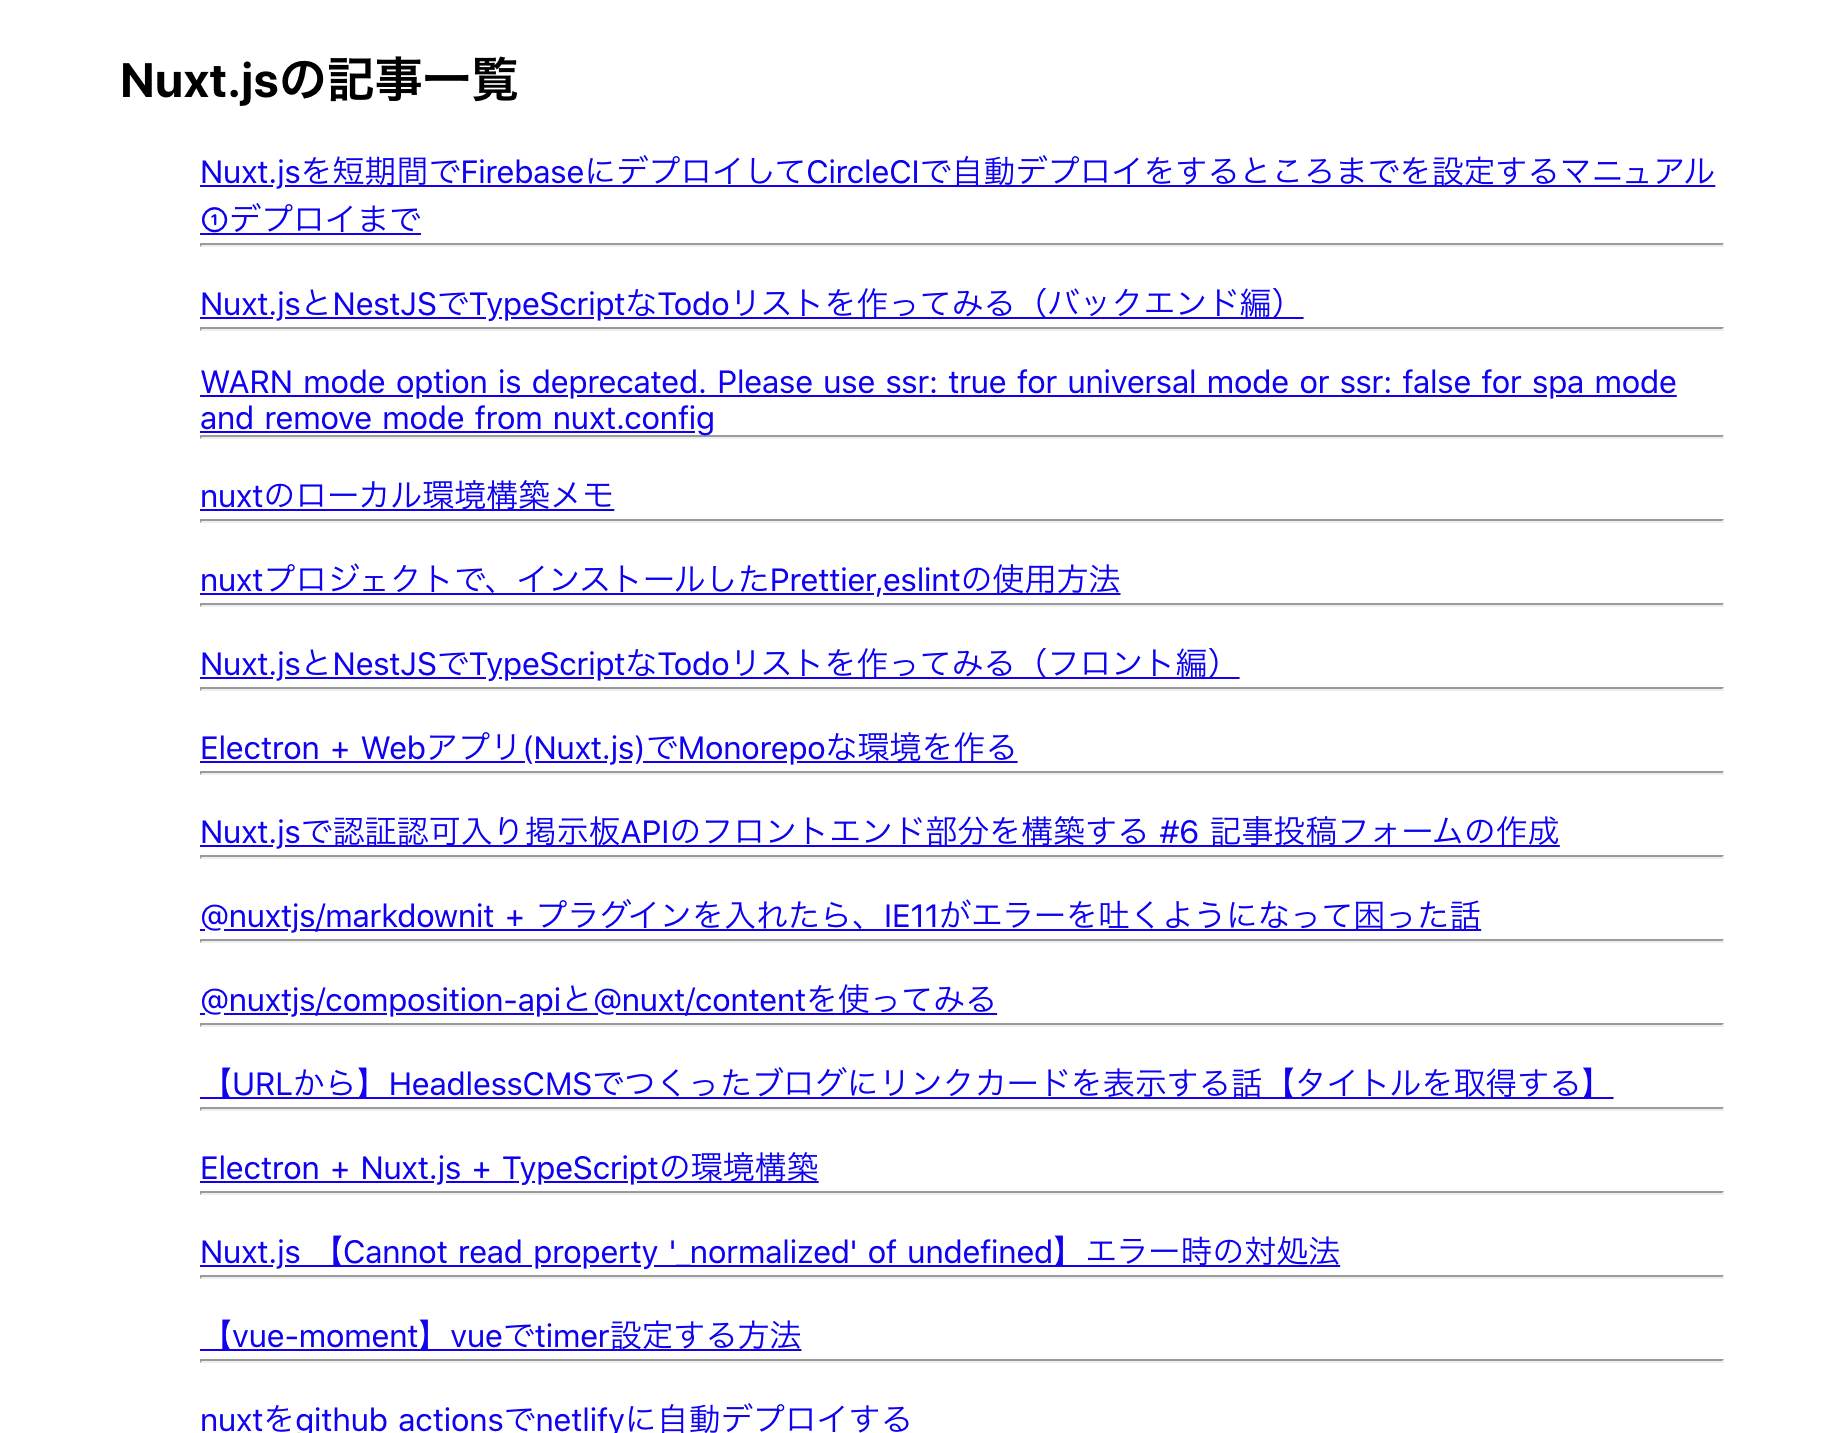 Nuxt.jsの記事一覧
Nuxt.jsを短期間でFirebaseにデプロイしてCircleCIで自動デプロイをするところまでを設定するマニュアル
①デプロイまで
Nuxt.jsとNestJSでTypeScriptなTodoリストを作ってみる（バックエンド編）
WARN mode option is deprecated. Please use ssr: true for universal mode or ssr: false for spa mode
and remove mode from nuxt.config
nuxtのローカル環境構築メモ
nuxtプロジェクトで、インストールしたPrettier,eslintの使用方法
Nuxt.jsとNestJSでTypeScriptなTodoリストを作ってみる（フロント編）
Electron + Webアプリ(Nuxt.js)でMonorepoな環境を作る
Nuxt.jsで認証認可入り掲示板APIのフロントエンド部分を構築する #6 記事投稿フォームの作成
@nuxtjs/markdownit + プラグインを入れたら、IE11がエラーを吐くようになって困った話
@nuxtjs/composition-apiと@nuxt/contentを使ってみる
【URLから】HeadlessCMSでつくったブログにリンクカードを表示する話【タイトルを取得する】
Electron + Nuxt.js + TypeScriptの環境構築
Nuxt.js 【Cannot read property '_normalized' of undefined】エラー時の対処法
【vue-moment】vueでtimer設定する方法
nuxtをgithub actionsでnetlifyに自動デプロイする